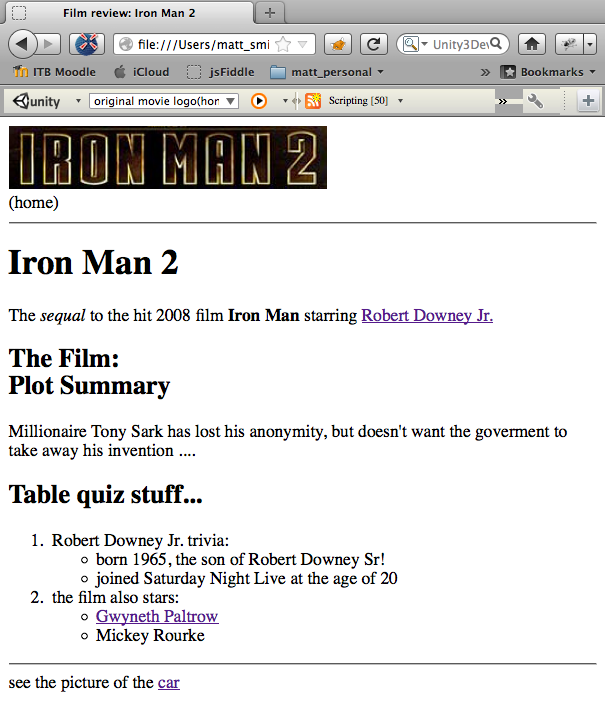 Film review: Iron Man 2
file:///Users/matt_smi
Unity3De
ITB Moodle
iCloud
jsFiddle
matt_personal
»
Bookmarks
unity
original movie logo(hor
Scripting [50]
»
IRON MAN 2
(home)
Iron Man 2
The sequal to the hit 2008 film Iron Man starring Robert Downey Jr.
The Film:
Plot Summary
Millionaire Tony Sark has lost his anonymity, but doesn't want the goverment to
take away his invention ....
Table quiz stuff...
1. Robert Downey Jr. trivia:
born 1965, the son of Robert Downey Sr!
joined Saturday Night Live at the age of 20
2. the film also stars:
Gwyneth Paltrow
Mickey Rourke
see the picture of the car